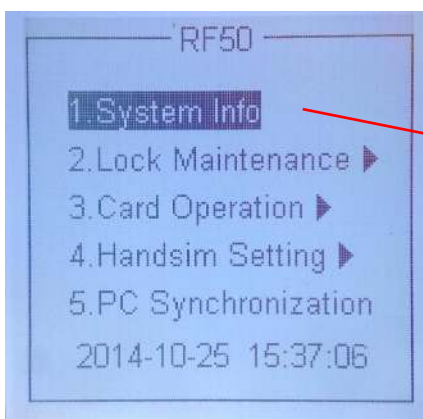 RF50
1.System Info
2.Lock Maintenance
3.Card Operation
4.Handsim Setting
5.PC Synchronization
2014-10-25 15:37:06